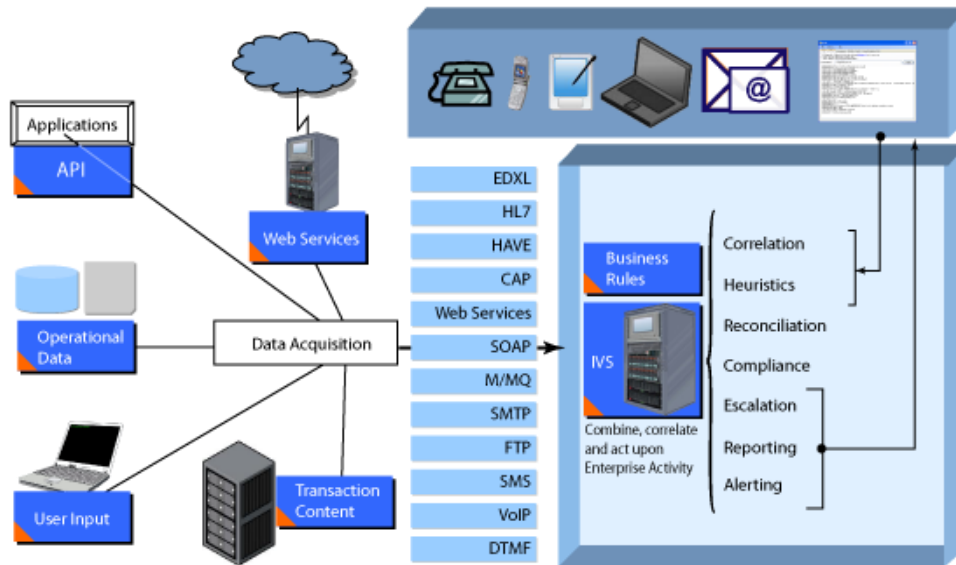 Applications
API
Web Services
Operational
Data
Data Acquisition
User Input
Transaction
Content
EDXL
HL7
HAVE
CAP
Web Services
SOAP
M/MQ
SMTP
FTP
SMS
VoIP
DTMF
@
Business
Rules
IVS
Combine, correlate
and act upon
Enterprise Activity
Correlation
Heuristics
Reconciliation
Compliance
Escalation
Reporting
Alerting